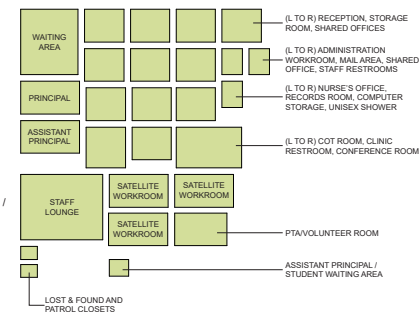 WAITING
AREA
(L TO R) RECEPTION, STORAGE
ROOM, SHARED OFFICES
(L TO R) ADMINISTRATION
WORKROOM, MAIL AREA, SHARED
OFFICE, STAFF RESTROOMS
PRINCIPAL
(L TO R) NURSE'S OFFICE,
RECORDS ROOM, COMPUTER
STORAGE, UNISEX SHOWER
ASSISTANT
PRINCIPAL
(L TO R) COT ROOM, CLINIC
RESTROOM, CONFERENCE ROOM
/
STAFF
LOUNGE
SATELLITE
WORKROOM
SATELLITE
WORKROOM
SATELLITE
WORKROOM
PTA/VOLUNTEER ROOM
ASSISTANT PRINCIPAL /
STUDENT WAITING AREA
LOST & FOUND AND
PATROL CLOSETS